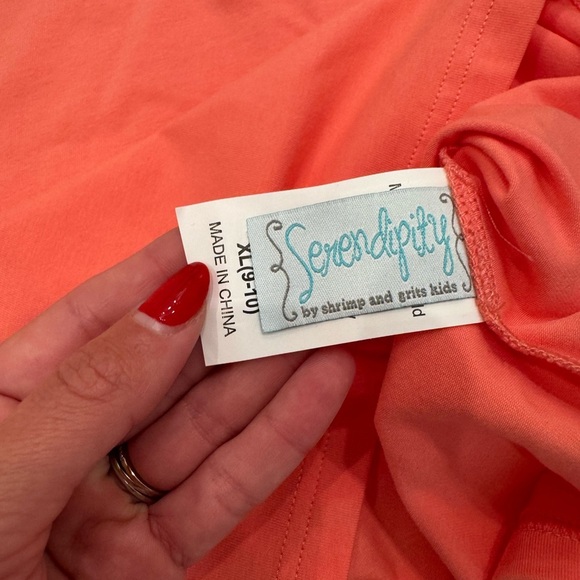 Serendipity
by shrimp and grits kids
XL(9-10)
MADE IN CHINA